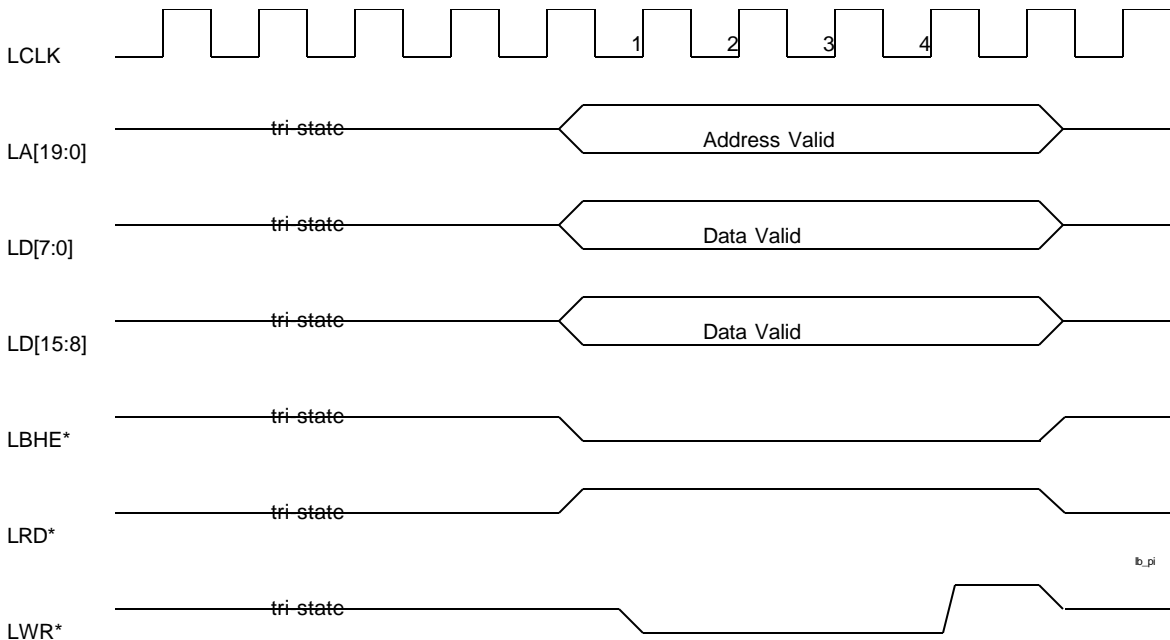 1 2 3 4
LCLK
tri-state
Address Valid
LA[19:0]
tri-state
Data Valid
LD[7:0]
tri-state
Data Valid
LD[15:8]
tri-state
LBHE*
tri-state
LRD*
lb_pi
tri-state
LWR*